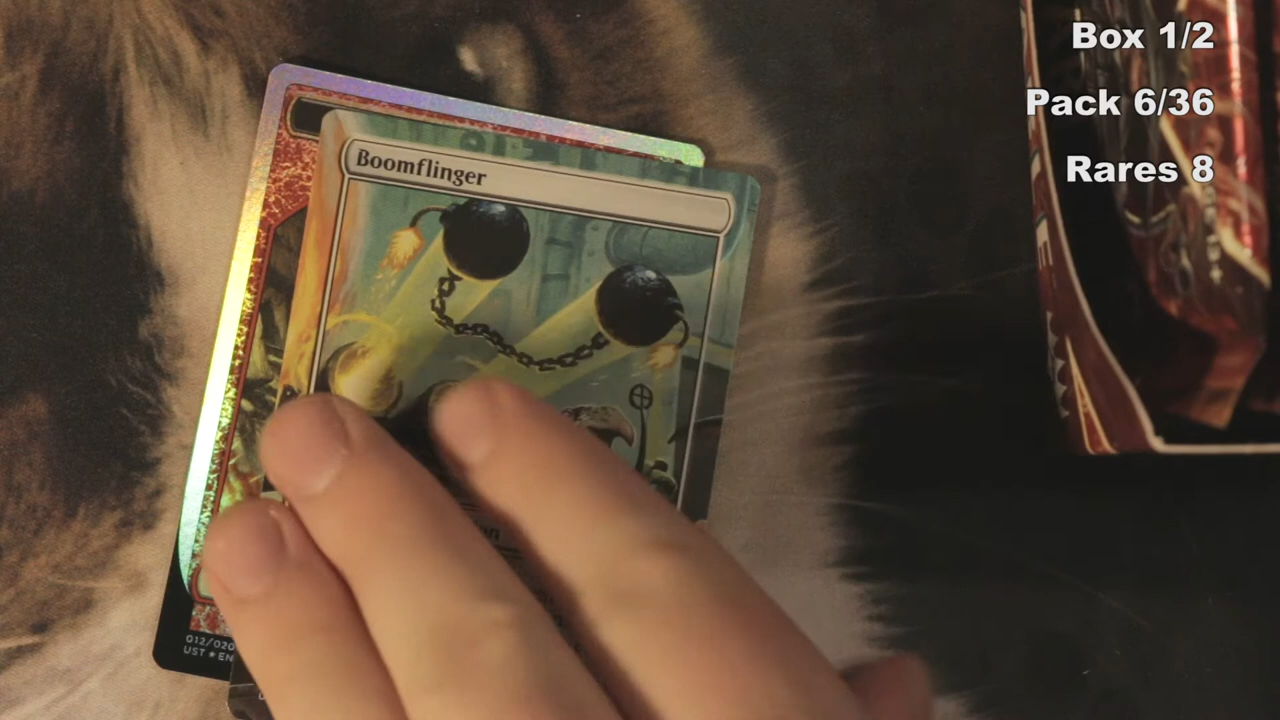 Box 1/2
Pack 6/36
Rares 8
Boomflinger
012/020
UST ★ EN